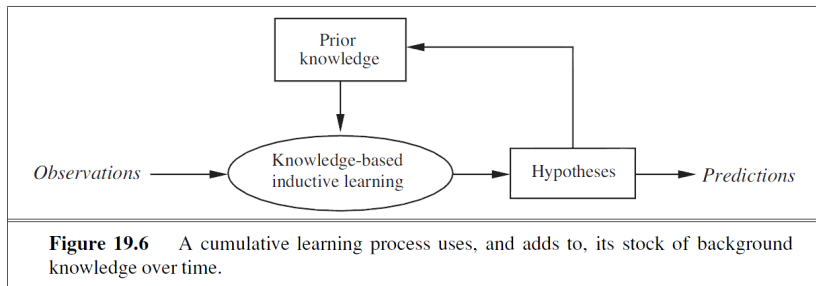 Prior
knowledge
Observations
Knowledge-based
inductive learning
Hypotheses
Predictions
Figure 19.6 A cumulative learning process uses, and adds to, its stock of background
knowledge over time.